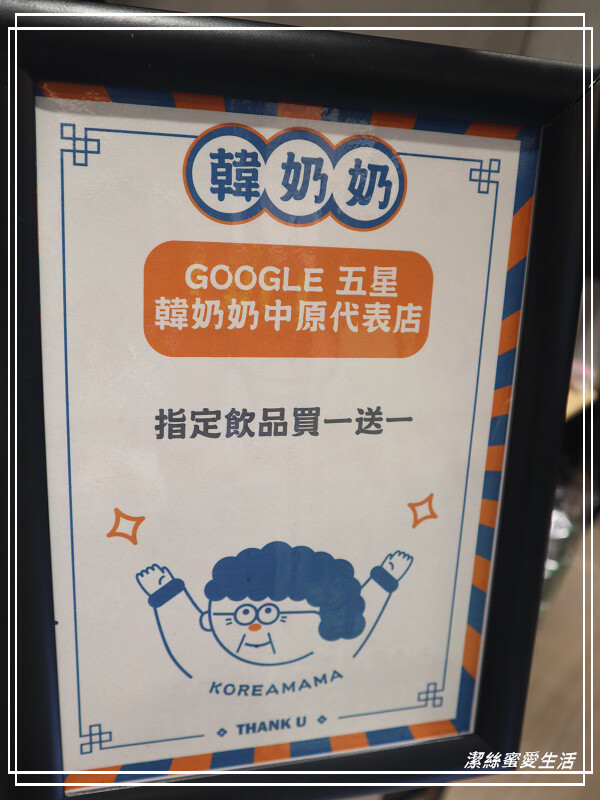 韓奶奶
GOOGLE 五星
韓奶奶中原代表店
指定飲品買一送一
KOREAMAMA
THANK U
潔絲蜜愛生活